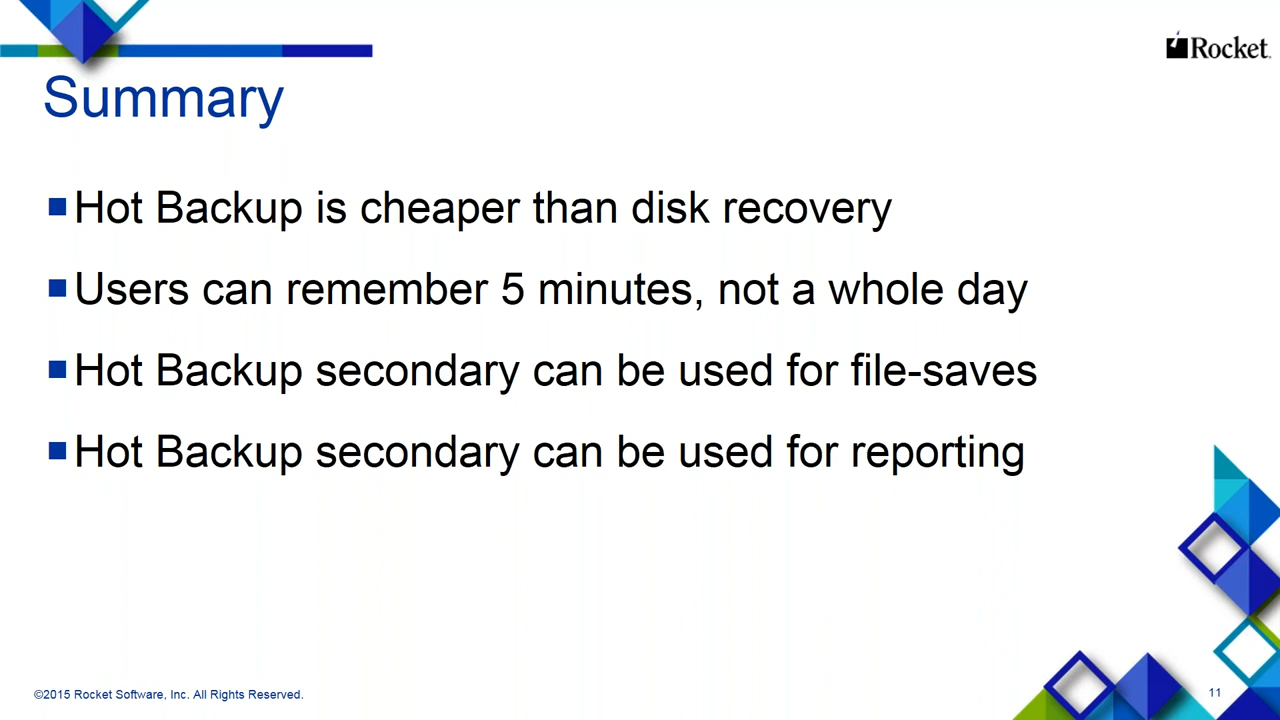 Rocket
Summary
Hot Backup is cheaper than disk recovery
Users can remember 5 minutes, not a whole day
Hot Backup secondary can be used for file-saves
Hot Backup secondary can be used for reporting
©2015 Rocket Software, Inc. All Rights Reserved.
11